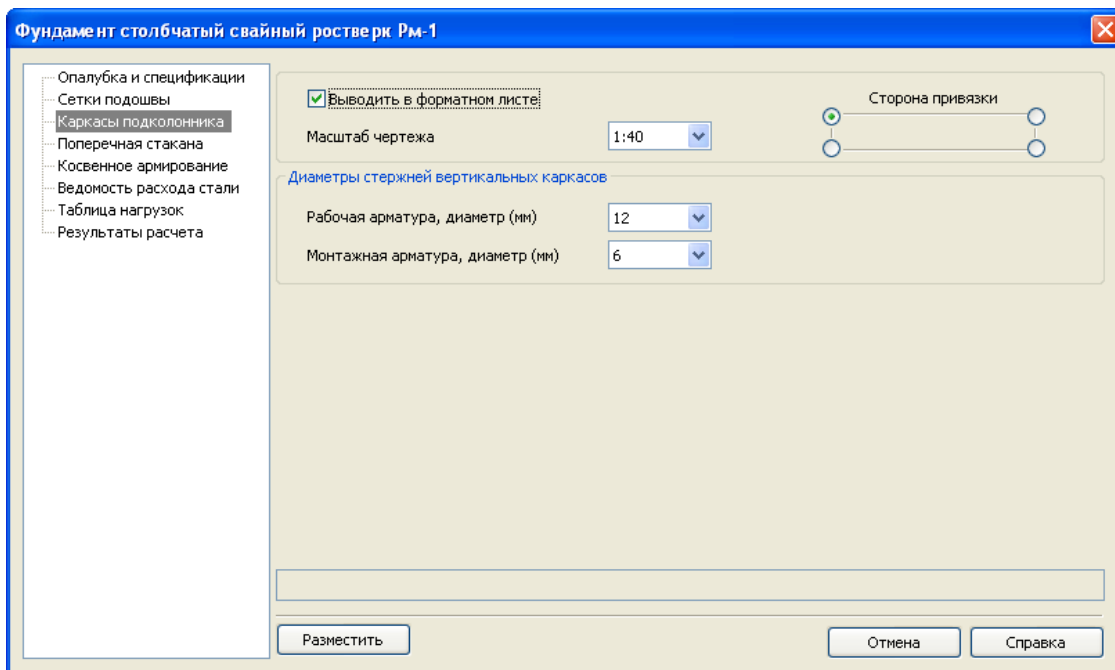 Фундамент столбчатый свайный ростверк Рм-1
Опалубка и спецификации
Сетки подошвы
Каркасы подколонника
Поперечная стакана
Косвенное армирование
Ведомость расхода стали
Таблица нагрузок
Результаты расчета
Выводить в форматном листе
Сторона привязки
Масштаб чертежа
1:40
Диаметры стержней вертикальных каркасов
Рабочая арматура, диаметр (мм)
12
Монтажная арматура, диаметр (мм)
6
Разместить
Отмена
Справка